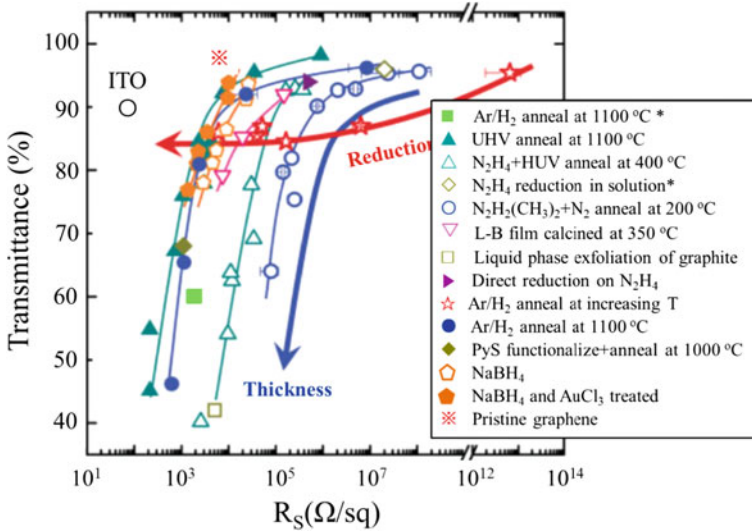 100
90
80
70
60
50
40
Transmittance (%)
ITO
Reduction
Thickness
Ar/H₂ anneal at 1100 °C *
UHV anneal at 1100 °C
N₂H₄+HUV anneal at 400 °C
N₂H₄ reduction in solution*
N₂H₂(CH₃)₂+N₂ anneal at 200 °C
L-B film calcined at 350 °C
Liquid phase exfoliation of graphite
Direct reduction on N₂H₄
Ar/H₂ anneal at increasing T
Ar/H₂ anneal at 1100 °C
PyS functionalize+anneal at 1000 °C
NaBH₄
NaBH₄ and AuCl₃ treated
Pristine graphene
10¹ 10³ 10⁵ 10⁷ 10¹² 10¹⁴
R_S(Ω/sq)